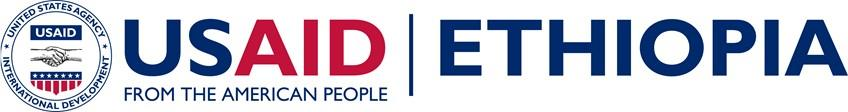 UNITED STATES AGENCY
USAID
INTERNATIONAL DEVELOPMENT
USAID
FROM THE AMERICAN PEOPLE
ETHIOPIA